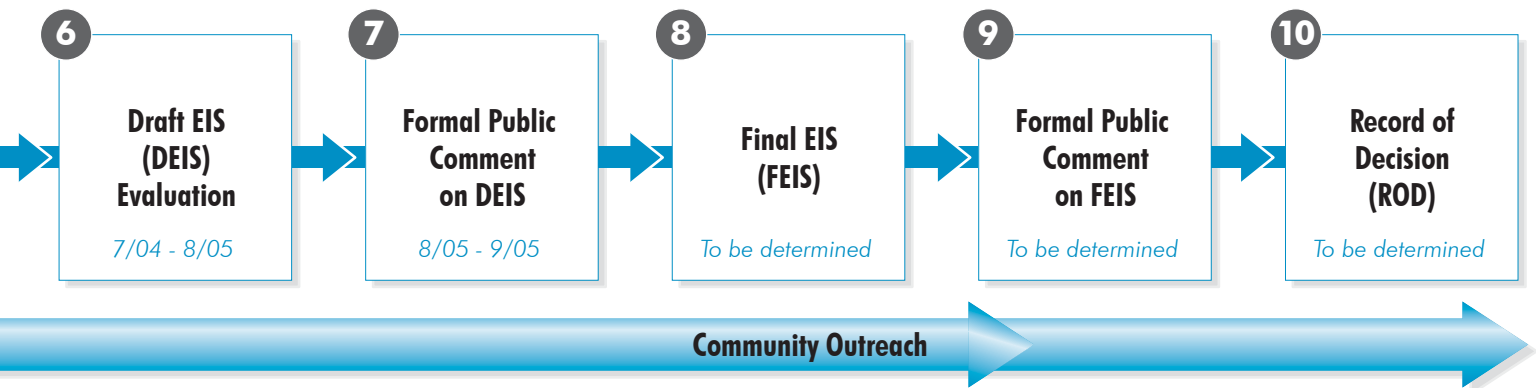 6
Draft EIS
(DEIS)
Evaluation
7/04 - 8/05
7
Formal Public
Comment
on DEIS
8/05 - 9/05
8
Final EIS
(FEIS)
To be determined
9
Formal Public
Comment
on FEIS
To be determined
10
Record of
Decision
(ROD)
To be determined
Community Outreach